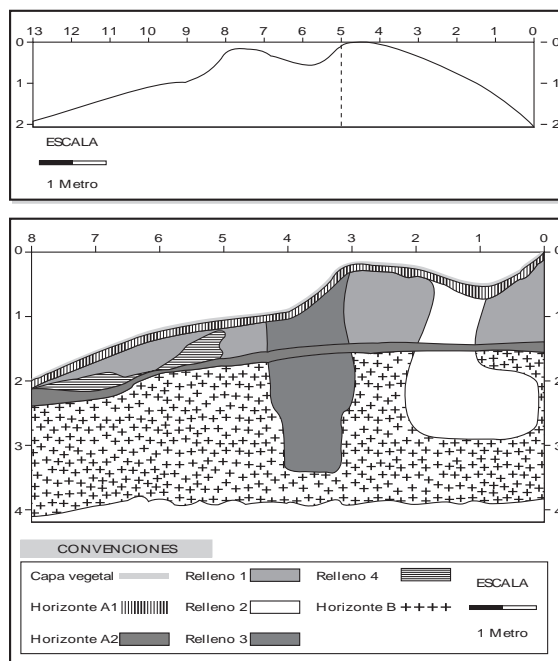 13 12 11 10 9 8 7 6 5 4 3 2 1 0
0 0
1 1
2 2
ESCALA
1 Metro
8 7 6 5 4 3 2 1 0
0 0
1 1
2 2
3 3
4 4
CONVENCIONES
Capa vegetal Relleno 1 Relleno 4 ESCALA
Horizonte A1 Relleno 2 Horizonte B
Horizonte A2 Relleno 3 1 Metro